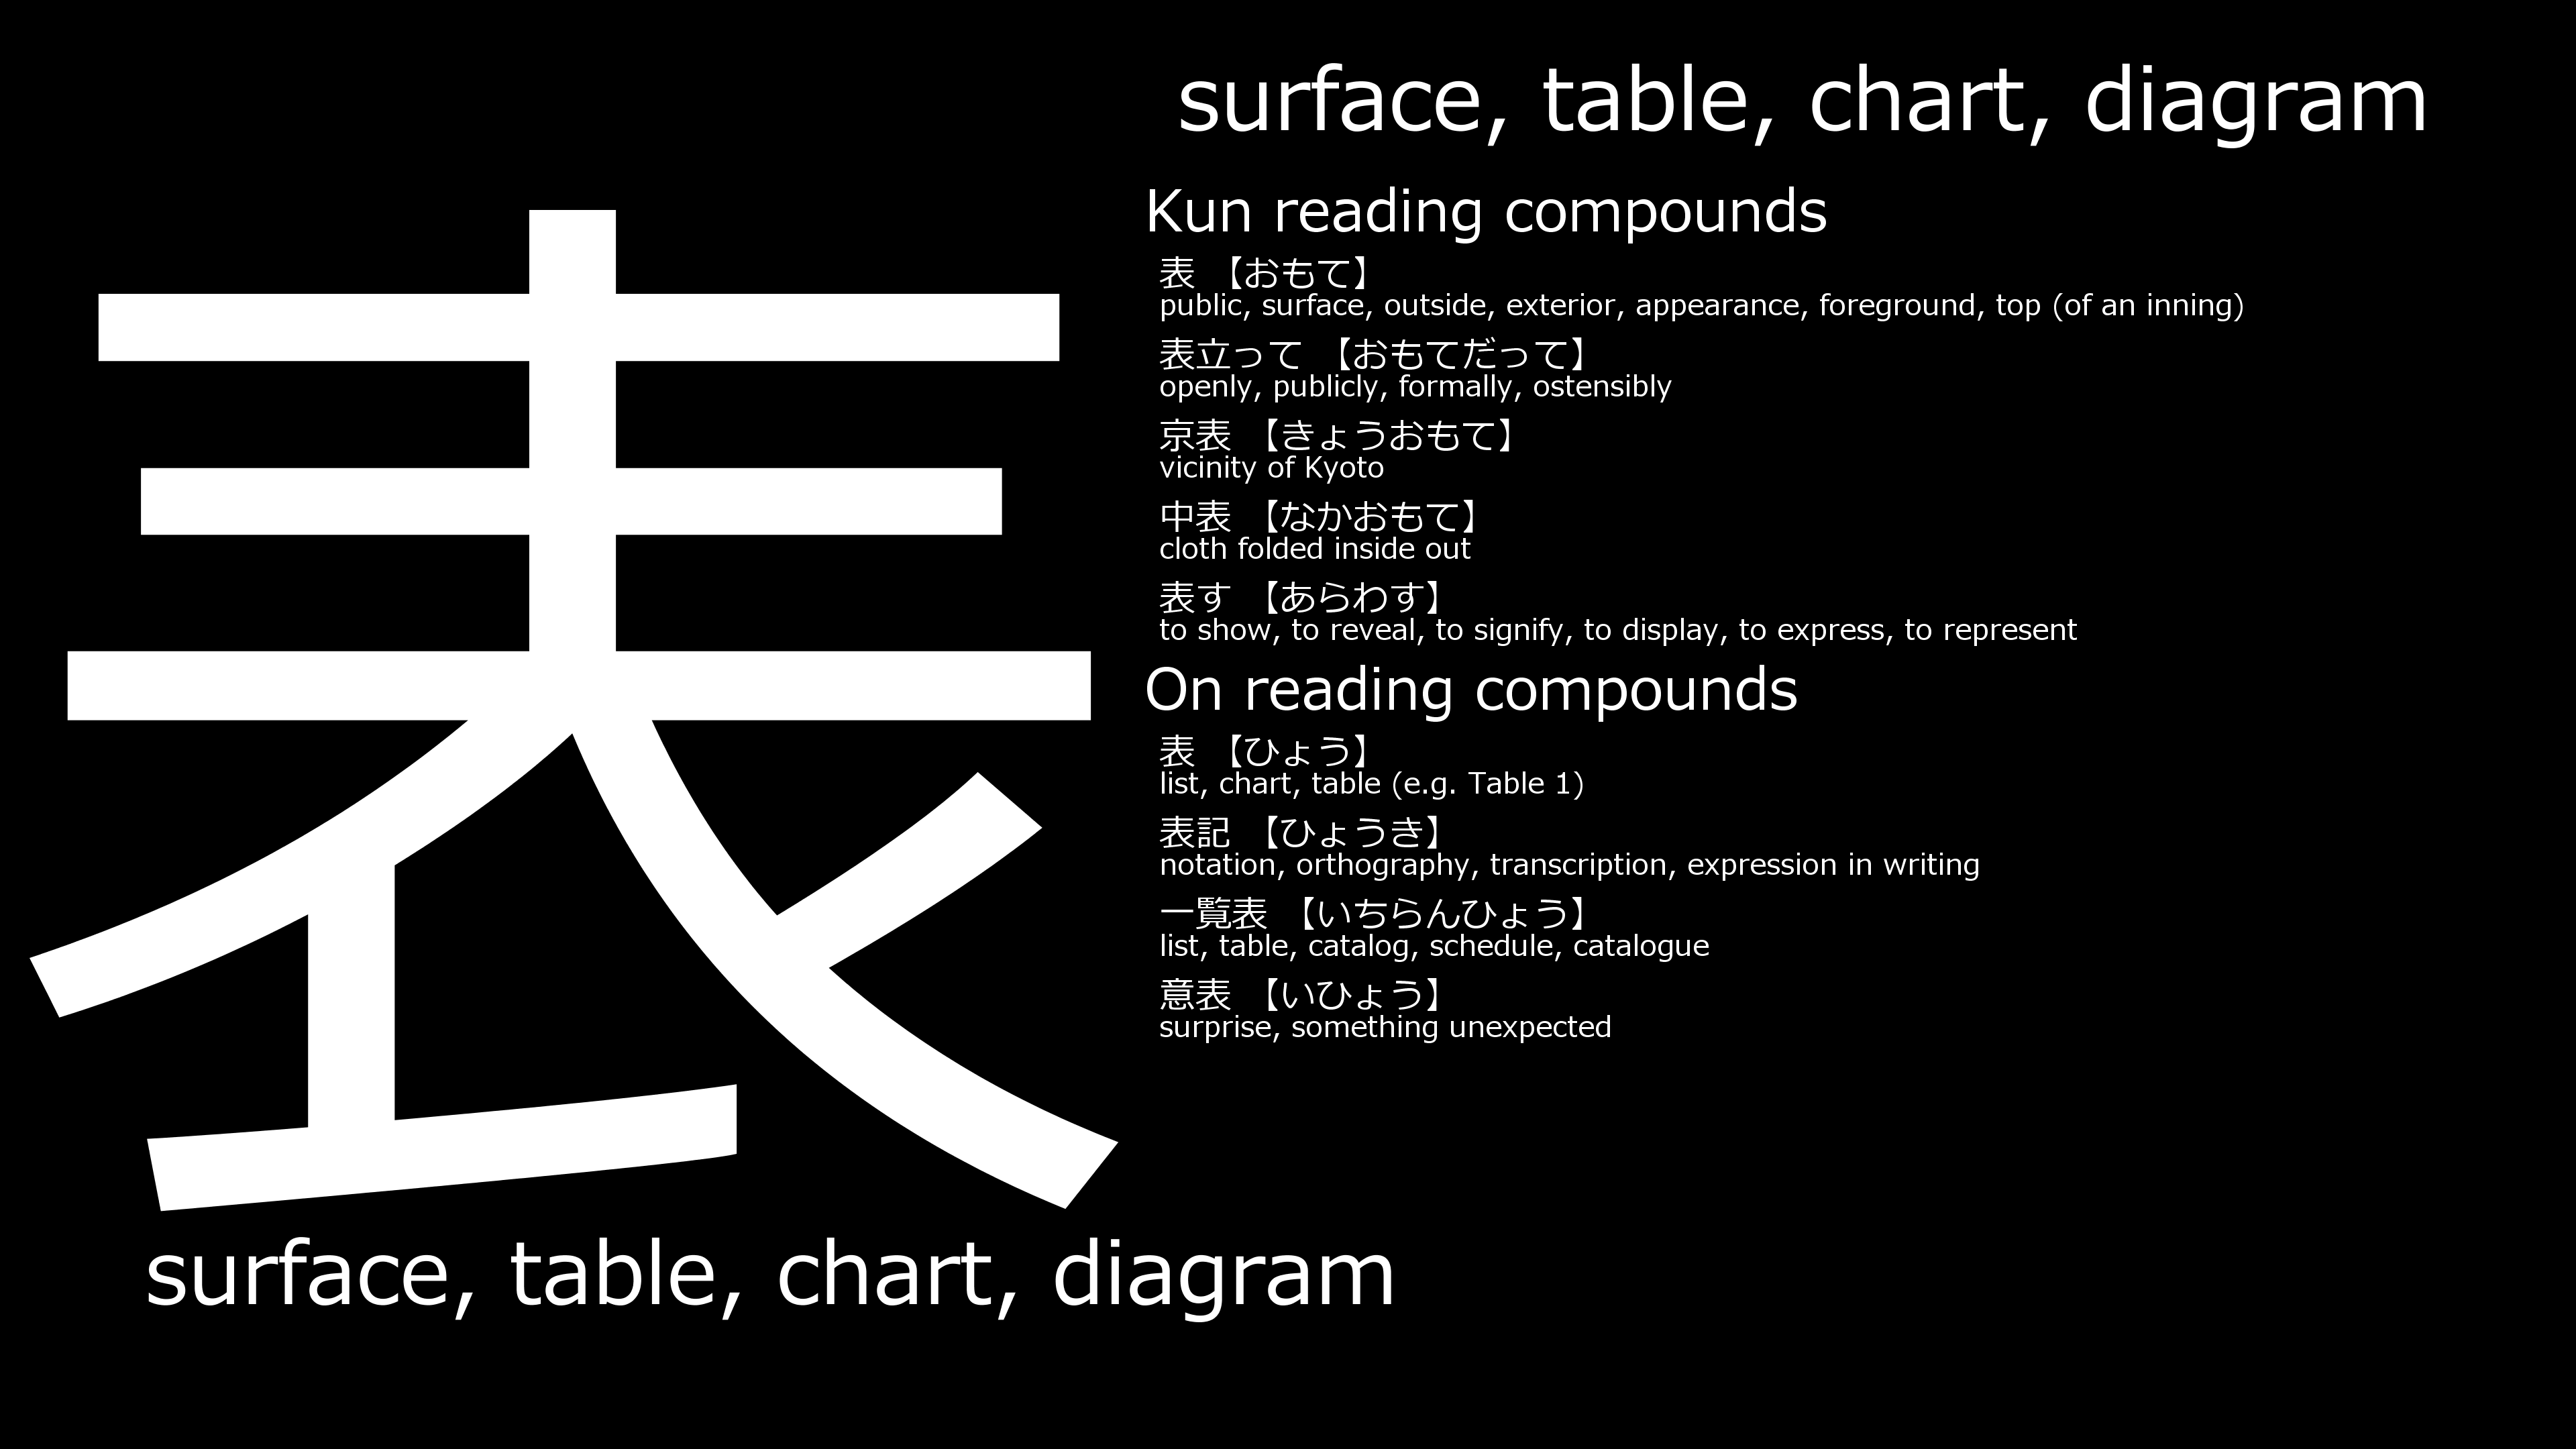 表
surface, table, chart, diagram
surface, table, chart, diagram
Kun reading compounds
表 【おもて】
public, surface, outside, exterior, appearance, foreground, top (of an inning)
表立って 【おもてだって】
openly, publicly, formally, ostensibly
京表 【きょうおもて】
vicinity of Kyoto
中表 【なかおもて】
cloth folded inside out
表す 【あらわす】
to show, to reveal, to signify, to display, to express, to represent
On reading compounds
表 【ひょう】
list, chart, table (e.g. Table 1)
表記 【ひょうき】
notation, orthography, transcription, expression in writing
一覧表 【いちらんひょう】
list, table, catalog, schedule, catalogue
意表 【いひょう】
surprise, something unexpected